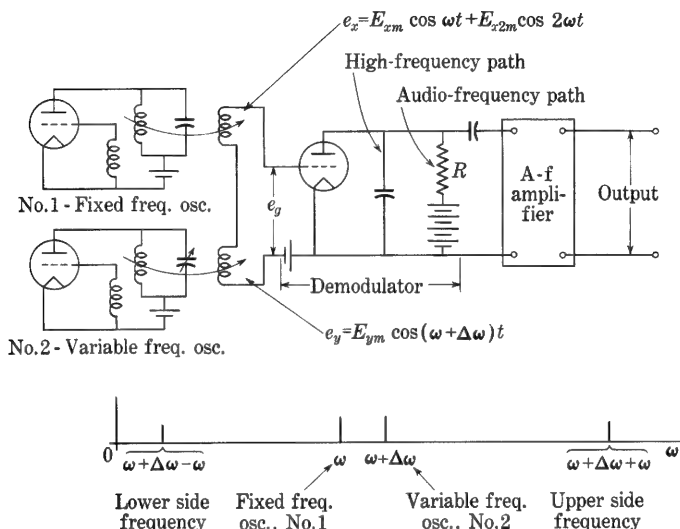 e_x=E_xm cos ωt+E_x2m cos 2ωt
High-frequency path
Audio-frequency path
R
A-f
ampli-
fier
Output
e_g
No.1 - Fixed freq. osc.
Demodulator
e_y=E_ym cos(ω+Δω)t
No.2 - Variable freq. osc.
0
ω+Δω-ω
ω
ω+Δω
ω+Δω+ω
ω
Lower side
frequency
Fixed freq.
osc., No.1
Variable freq.
osc., No.2
Upper side
frequency